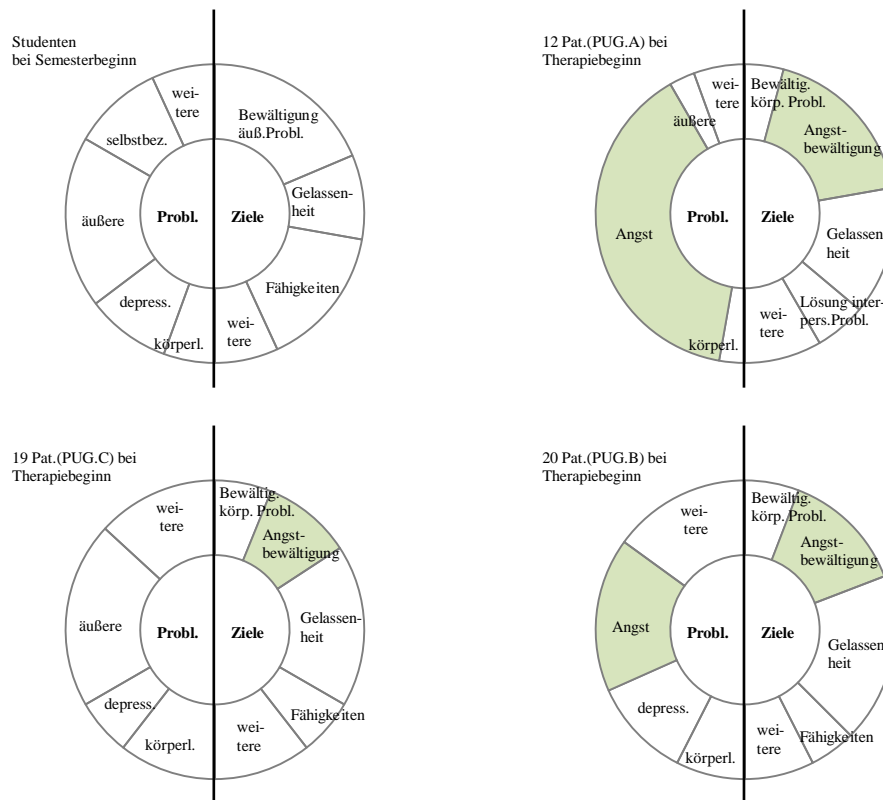 Studenten
bei Semesterbeginn
wei-
tere
selbstbez.
äußere
depress.
körperl.
Probl.
Ziele
Bewältigung
äuß.Probl.
Gelassen-
heit
Fähigkeiten
wei-
tere
12 Pat.(PUG.A) bei
Therapiebeginn
wei-
tere
äußere
Angst
körperl.
Probl.
Ziele
Bewältig.
körp. Probl.
Angst-
bewältigung
Gelassen
heit
Lösung inter-
pers.Probl.
wei-
tere
19 Pat.(PUG.C) bei
Therapiebeginn
wei-
tere
äußere
depress.
körperl.
Probl.
Ziele
Bewältig.
körp. Probl.
Angst-
bewältigung
Gelassen-
heit
Fähigkeiten
wei-
tere
20 Pat.(PUG.B) bei
Therapiebeginn
wei-
tere
Angst
depress.
körperl.
Probl.
Ziele
Bewältig.
körp. Probl.
Angst-
bewältigung
Gelassen
heit
Fähigkeiten
wei-
tere